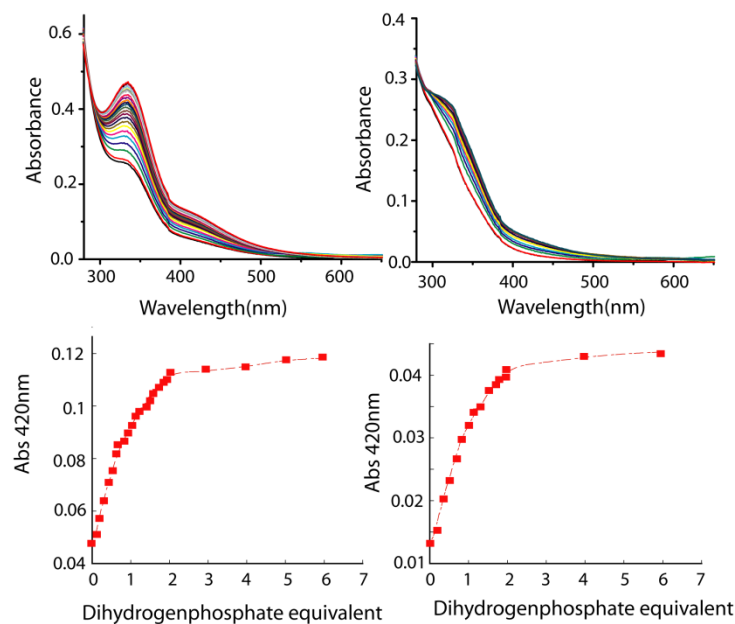 0.6
0.4
0.2
0.0
Absorbance
300
400
500
600
Wavelength(nm)
0.4
0.3
0.2
0.1
0.0
Absorbance
300
400
500
600
Wavelength(nm)
0.12
0.1
0.08
0.06
0.04
Abs 420nm
0 1 2 3 4 5 6 7
Dihydrogenphosphate equivalent
0.04
0.03
0.02
0.01
Abs 420nm
0 1 2 3 4 5 6 7
Dihydrogenphosphate equivalent